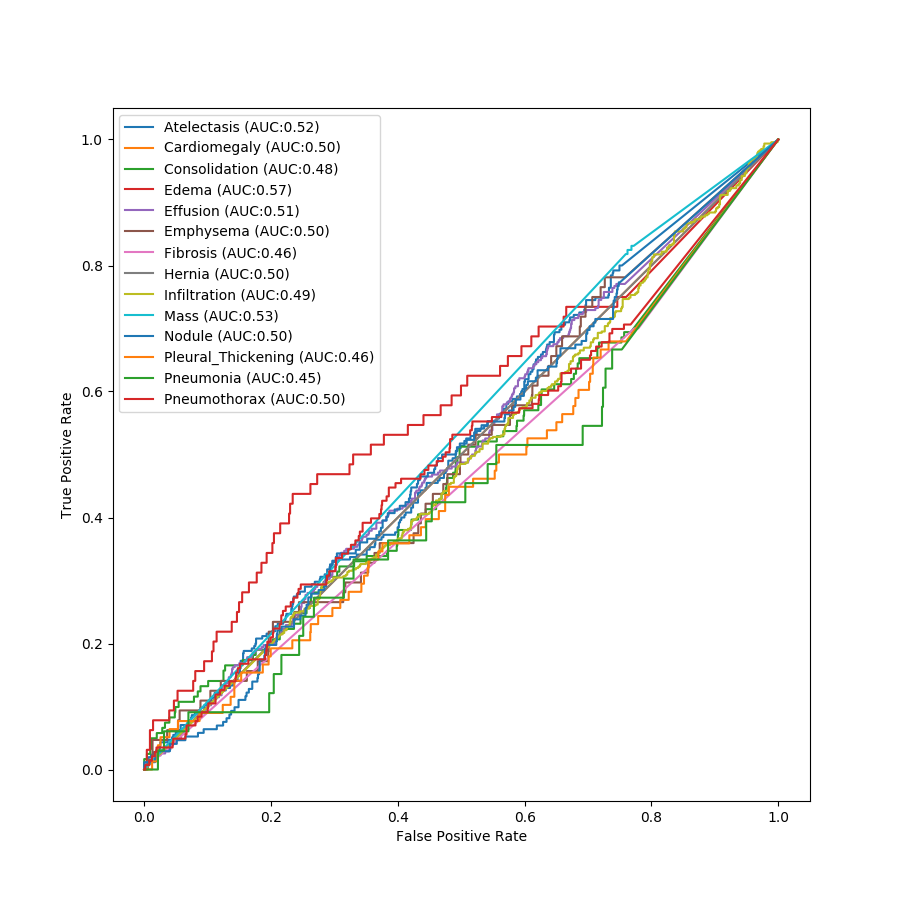 Atelectasis (AUC:0.52)
Cardiomegaly (AUC:0.50)
Consolidation (AUC:0.48)
Edema (AUC:0.57)
Effusion (AUC:0.51)
Emphysema (AUC:0.50)
Fibrosis (AUC:0.46)
Hernia (AUC:0.50)
Infiltration (AUC:0.49)
Mass (AUC:0.53)
Nodule (AUC:0.50)
Pleural_Thickening (AUC:0.46)
Pneumonia (AUC:0.45)
Pneumothorax (AUC:0.50)
1.0
0.8
0.6
0.4
0.2
0.0
True Positive Rate
0.0 0.2 0.4 0.6 0.8 1.0
False Positive Rate